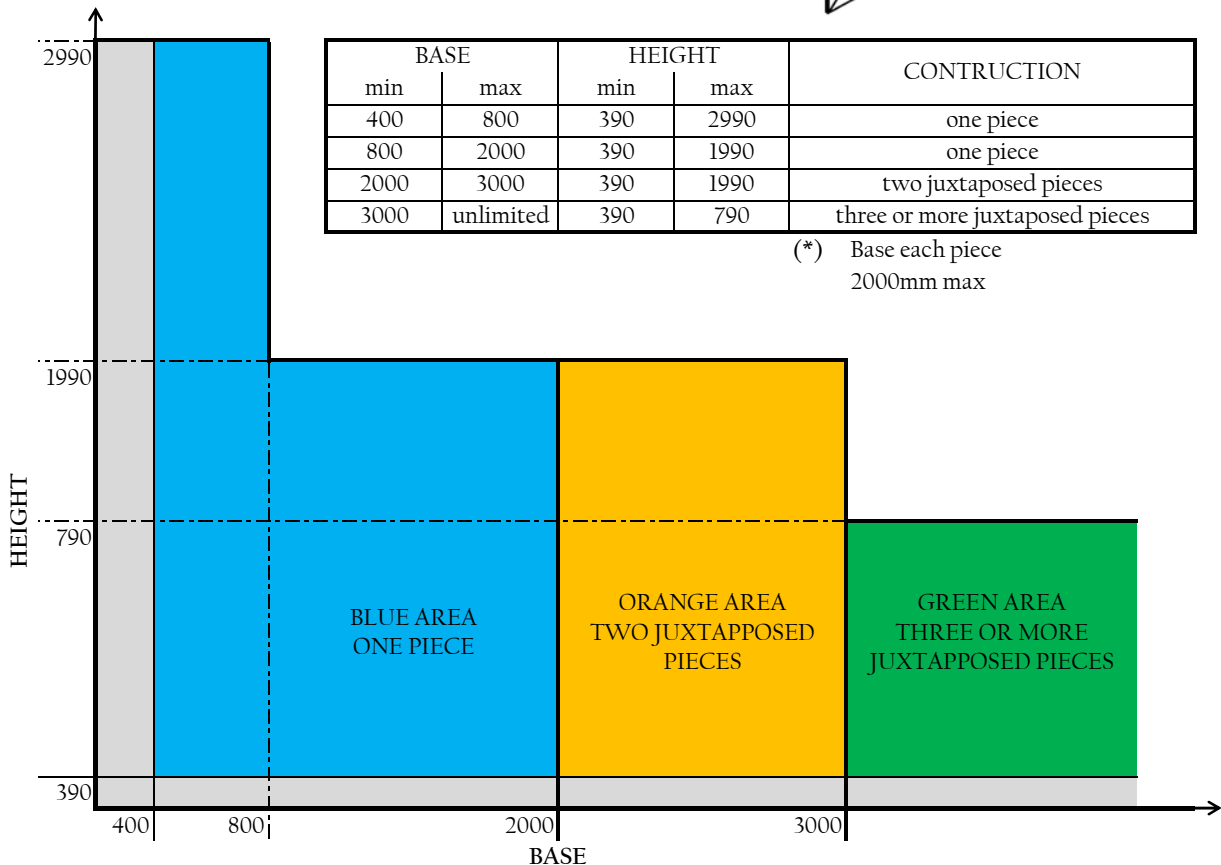 BASE HEIGHT CONTRUCTION
min max min max
400 800 390 2990 one piece
800 2000 390 1990 one piece
2000 3000 390 1990 two juxtaposed pieces
3000 unlimited 390 790 three or more juxtaposed pieces
(*) Base each piece
2000mm max
2990
1990
790
390
HEIGHT
BLUE AREA
ONE PIECE
ORANGE AREA
TWO JUXTAPPOSED
PIECES
GREEN AREA
THREE OR MORE
JUXTAPPOSED PIECES
400 800 2000 3000
BASE